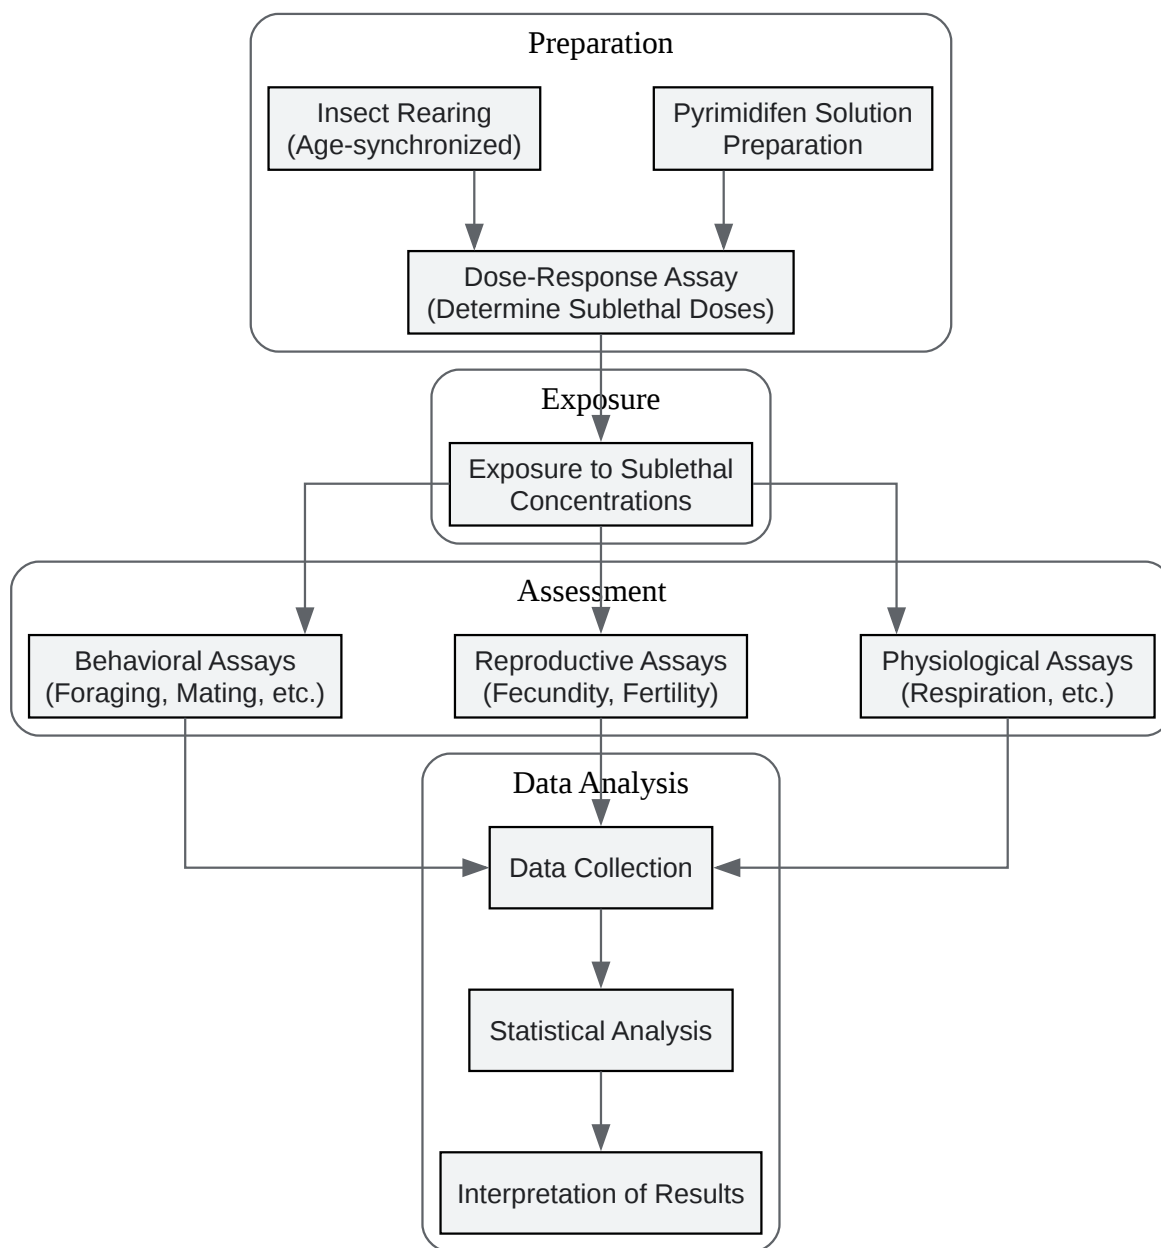 Preparation
Insect Rearing
(Age-synchronized)
Pyrimidifen Solution
Preparation
Dose-Response Assay
(Determine Sublethal Doses)
Exposure
Exposure to Sublethal
Concentrations
Assessment
Behavioral Assays
(Foraging, Mating, etc.)
Reproductive Assays
(Fecundity, Fertility)
Physiological Assays
(Respiration, etc.)
Data Analysis
Data Collection
Statistical Analysis
Interpretation of Results